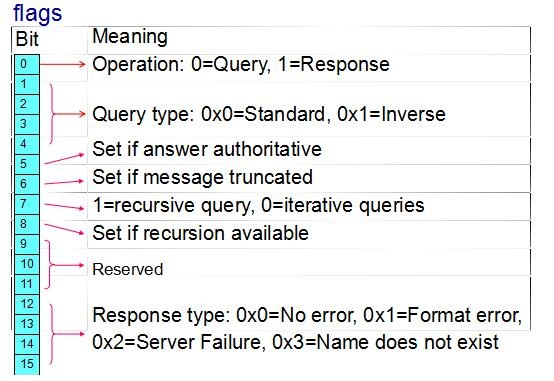 flags
Bit Meaning
0 Operation: 0=Query, 1=Response
1
2 Query type: 0x0=Standard, 0x1=Inverse
3
4
5 Set if answer authoritative
6 Set if message truncated
7 1=recursive query, 0=iterative queries
8 Set if recursion available
9
10 Reserved
11
12
13 Response type: 0x0=No error, 0x1=Format error,
14 0x2=Server Failure, 0x3=Name does not exist
15